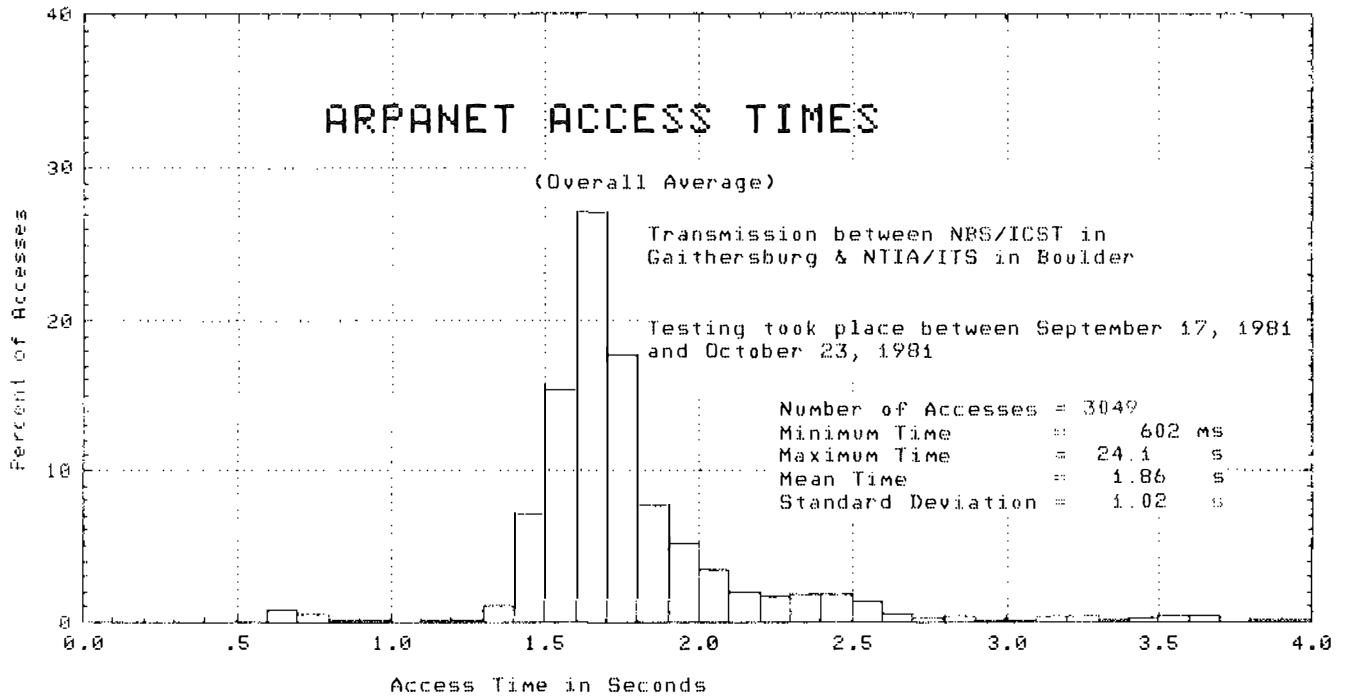 40
ARPANET ACCESS TIMES
30
(Overall Average)
Percent of Accesses
Transmission between NBS/ICST in
Gaithersburg & NTIA/ITS in Boulder
20
Testing took place between September 17, 1981
and October 23, 1981
Number of Accesses = 3049
Minimum Time = 602 ms
Maximum Time = 24.1 s
10
Mean Time = 1.86 s
Standard Deviation = 1.02 s
0
0.0 .5 1.0 1.5 2.0 2.5 3.0 3.5 4.0
Access Time in Seconds